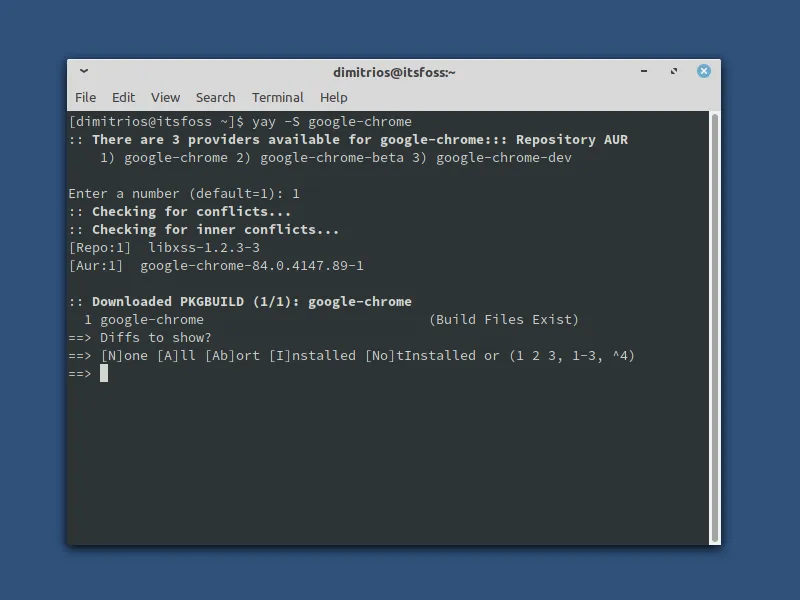 dimitrios@itsfoss:~
File Edit View Search Terminal Help
[dimitrios@itsfoss ~]$ yay -S google-chrome
:: There are 3 providers available for google-chrome::: Repository AUR
    1) google-chrome 2) google-chrome-beta 3) google-chrome-dev
Enter a number (default=1): 1
:: Checking for conflicts...
:: Checking for inner conflicts...
[Repo:1]  libxss-1.2.3-3
[Aur:1]  google-chrome-84.0.4147.89-1
:: Downloaded PKGBUILD (1/1): google-chrome
  1 google-chrome                             (Build Files Exist)
==> Diffs to show?
==> [N]one [A]ll [Ab]ort [I]nstalled [No]tInstalled or (1 2 3, 1-3, ^4)
==>